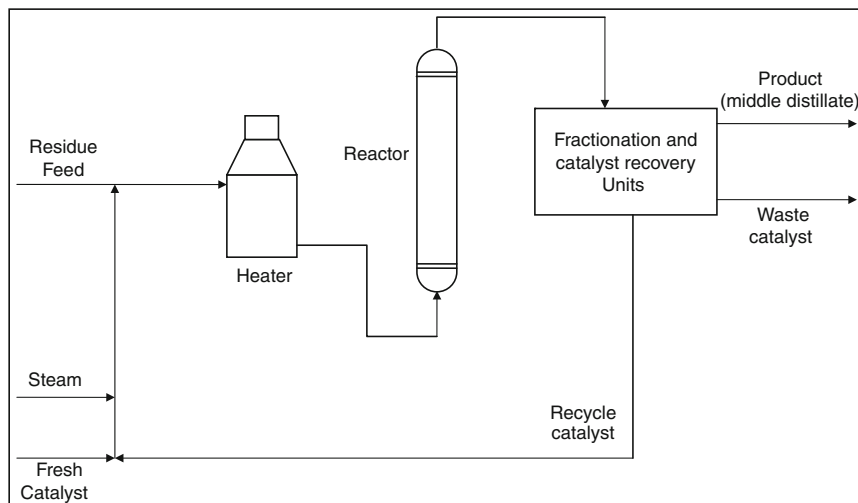 Product
(middle distillate)
Residue
Feed
Reactor
Fractionation and
catalyst recovery
Units
Waste
catalyst
Heater
Steam
Recycle
catalyst
Fresh
Catalyst